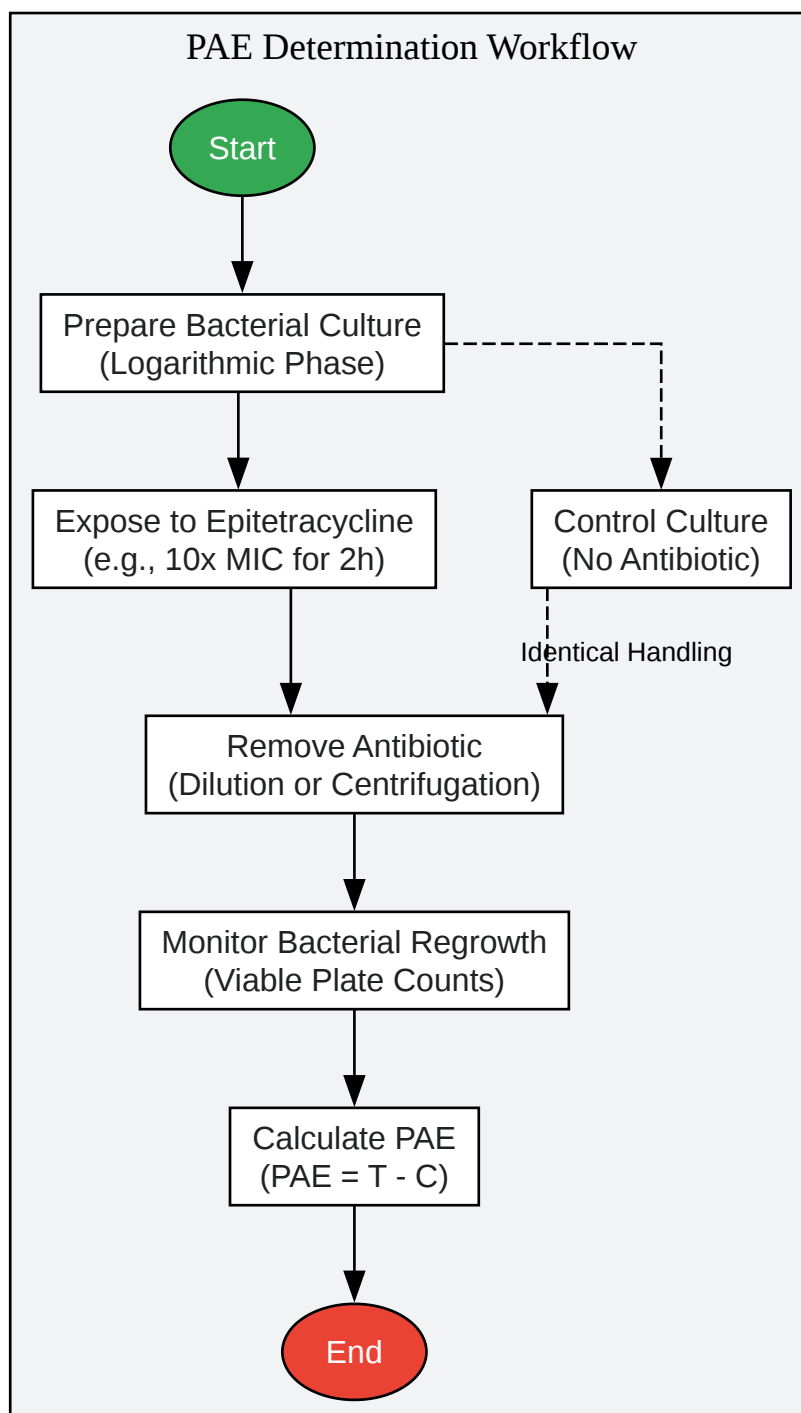 PAE Determination Workflow
Start
Prepare Bacterial Culture
(Logarithmic Phase)
Expose to Epitetracycline
(e.g., 10x MIC for 2h)
Control Culture
(No Antibiotic)
Identical Handling
Remove Antibiotic
(Dilution or Centrifugation)
Monitor Bacterial Regrowth
(Viable Plate Counts)
Calculate PAE
(PAE = T - C)
End